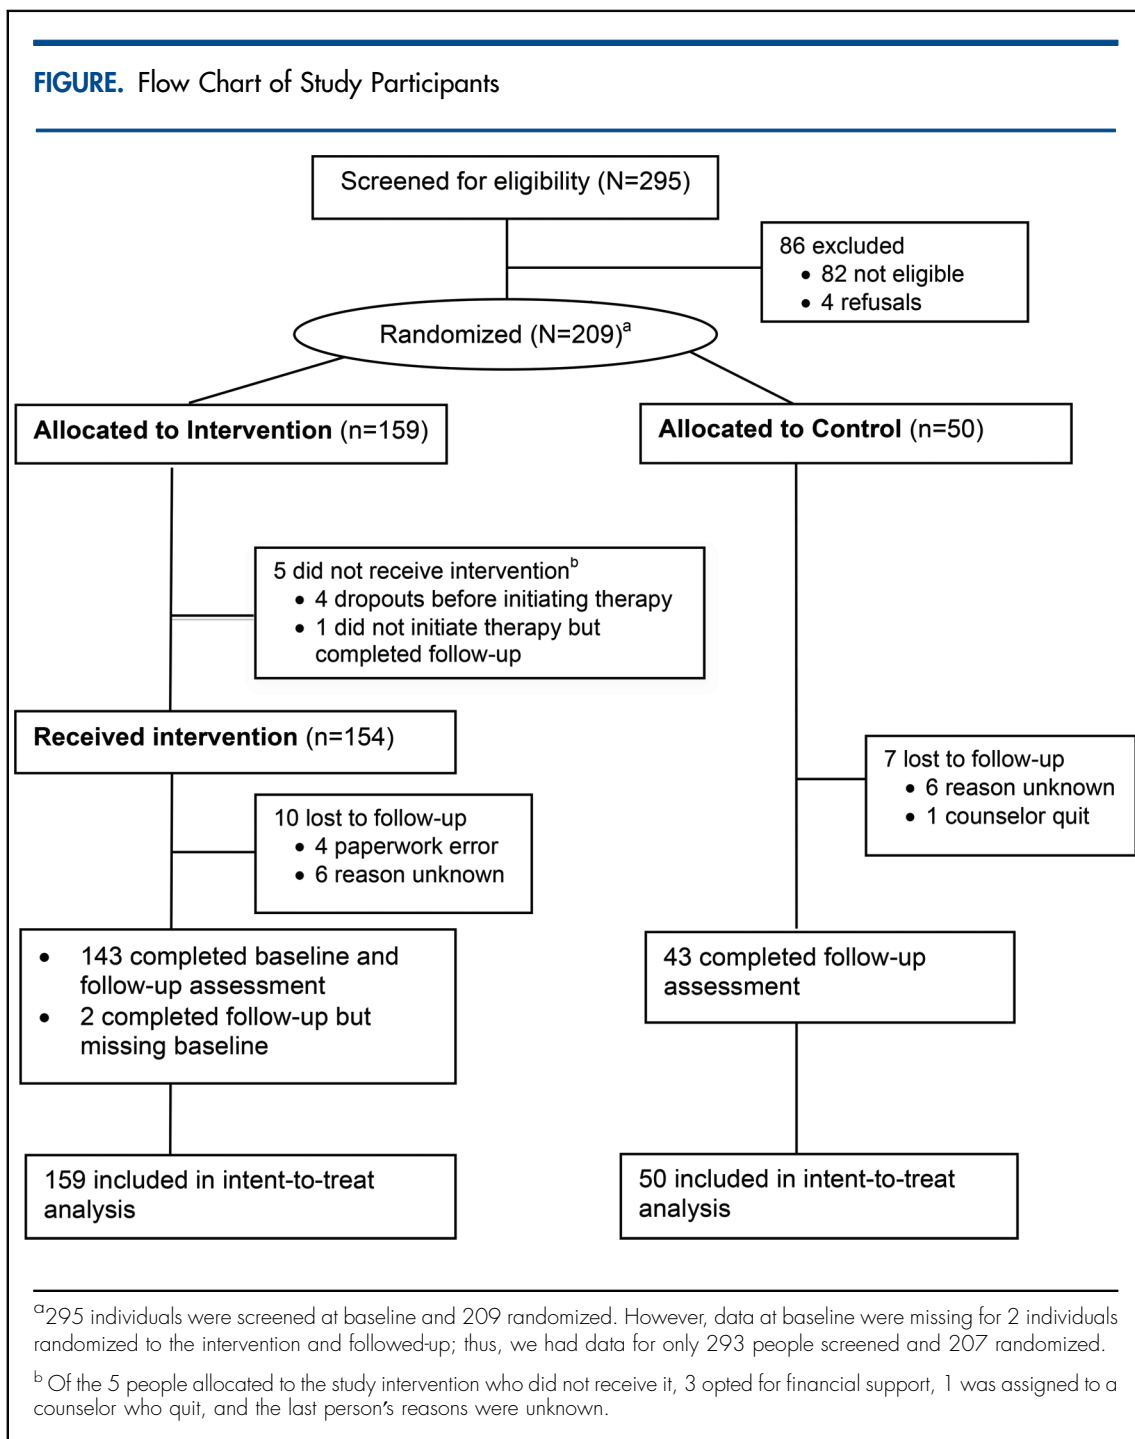 FIGURE. Flow Chart of Study Participants
Screened for eligibility (N=295)
86 excluded
• 82 not eligible
• 4 refusals
Randomized (N=209)a
Allocated to Intervention (n=159)
Allocated to Control (n=50)
5 did not receive interventionb
• 4 dropouts before initiating therapy
• 1 did not initiate therapy but
completed follow-up
Received intervention (n=154)
7 lost to follow-up
• 6 reason unknown
• 1 counselor quit
10 lost to follow-up
• 4 paperwork error
• 6 reason unknown
• 143 completed baseline and
follow-up assessment
• 2 completed follow-up but
missing baseline
43 completed follow-up
assessment
159 included in intent-to-treat
analysis
50 included in intent-to-treat
analysis
a295 individuals were screened at baseline and 209 randomized. However, data at baseline were missing for 2 individuals
randomized to the intervention and followed-up; thus, we had data for only 293 people screened and 207 randomized.
b Of the 5 people allocated to the study intervention who did not receive it, 3 opted for financial support, 1 was assigned to a
counselor who quit, and the last person's reasons were unknown.